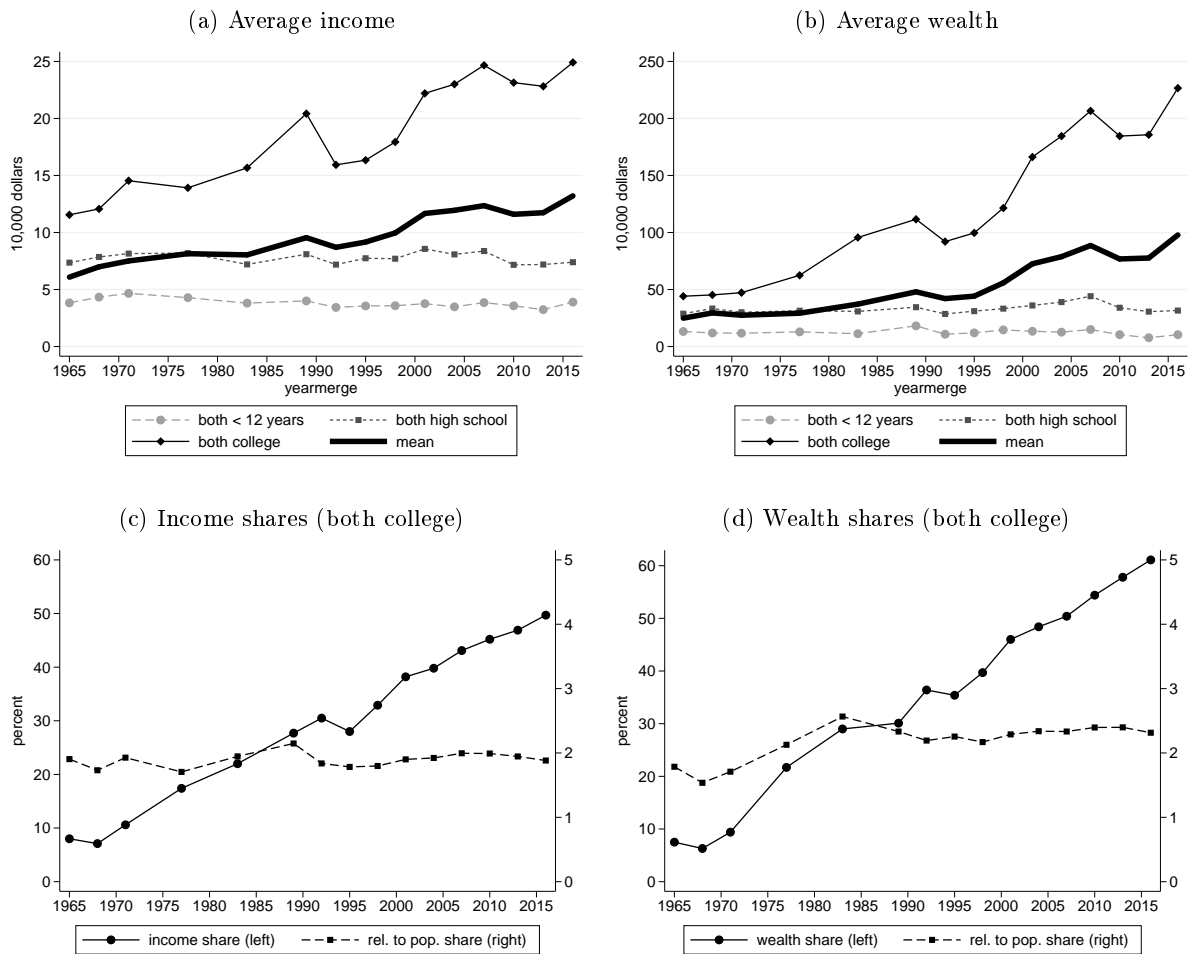 (a) Average income
25
20
15
10
5
0
10,000 dollars
1965 1970 1975 1980 1985 1990 1995 2000 2005 2010 2015
yearmerge
both < 12 years both high school
both college mean
(b) Average wealth
250
200
150
100
50
0
10,000 dollars
1965 1970 1975 1980 1985 1990 1995 2000 2005 2010 2015
yearmerge
both < 12 years both high school
both college mean
(c) Income shares (both college)
60
50
40
30
20
10
0
percent
5
4
3
2
1
0
1965 1970 1975 1980 1985 1990 1995 2000 2005 2010 2015
income share (left) rel. to pop. share (right)
(d) Wealth shares (both college)
60
50
40
30
20
10
0
percent
5
4
3
2
1
0
1965 1970 1975 1980 1985 1990 1995 2000 2005 2010 2015
wealth share (left) rel. to pop. share (right)